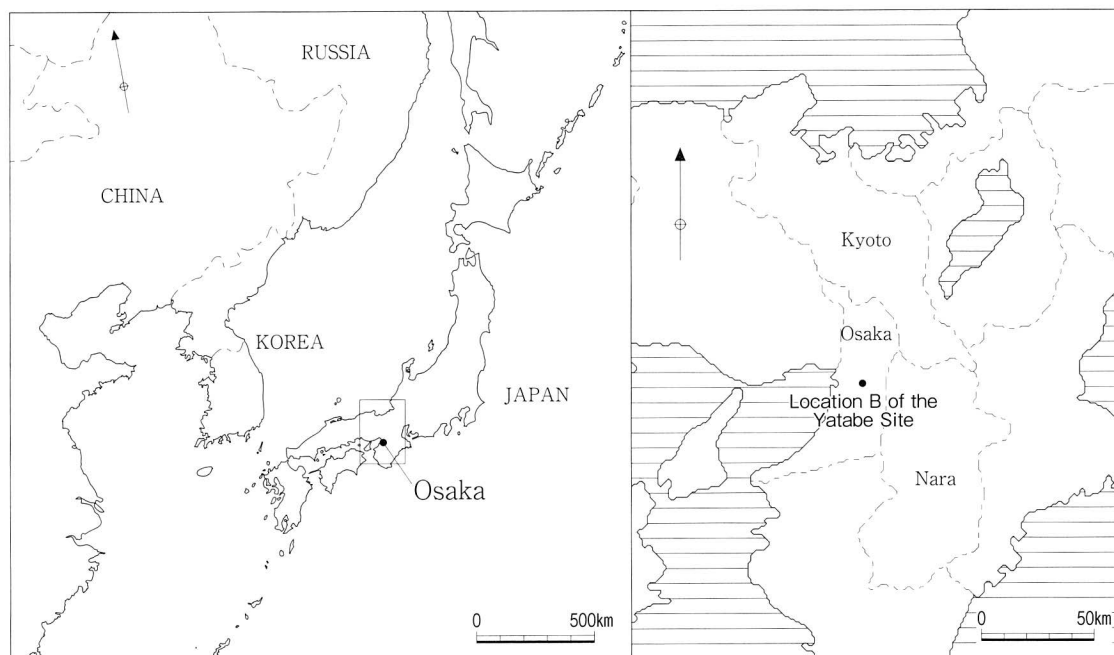 RUSSIA
CHINA
KOREA
JAPAN
Osaka
0 500km
Kyoto
Osaka
Location B of the
Yatabe Site
Nara
0 50km